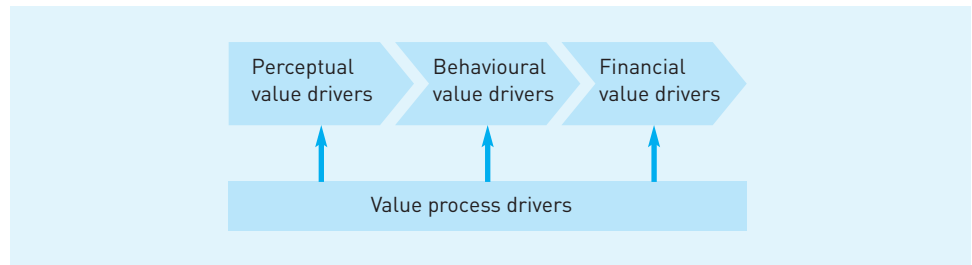 Perceptual
value drivers
Behavioural
value drivers
Financial
value drivers
Value process drivers